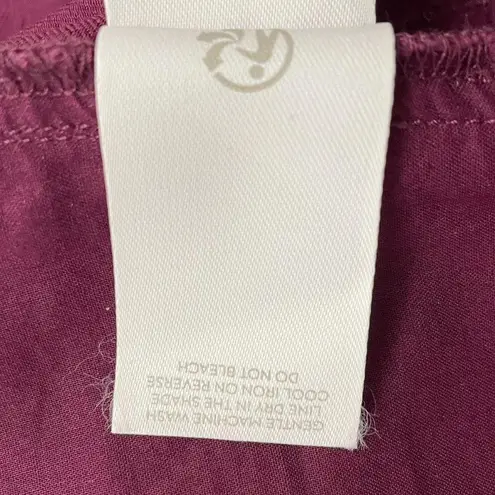 GENTLE MACHINE WASH
LINE DRY IN THE SHADE
COOL IRON ON REVERSE
DO NOT BLEACH